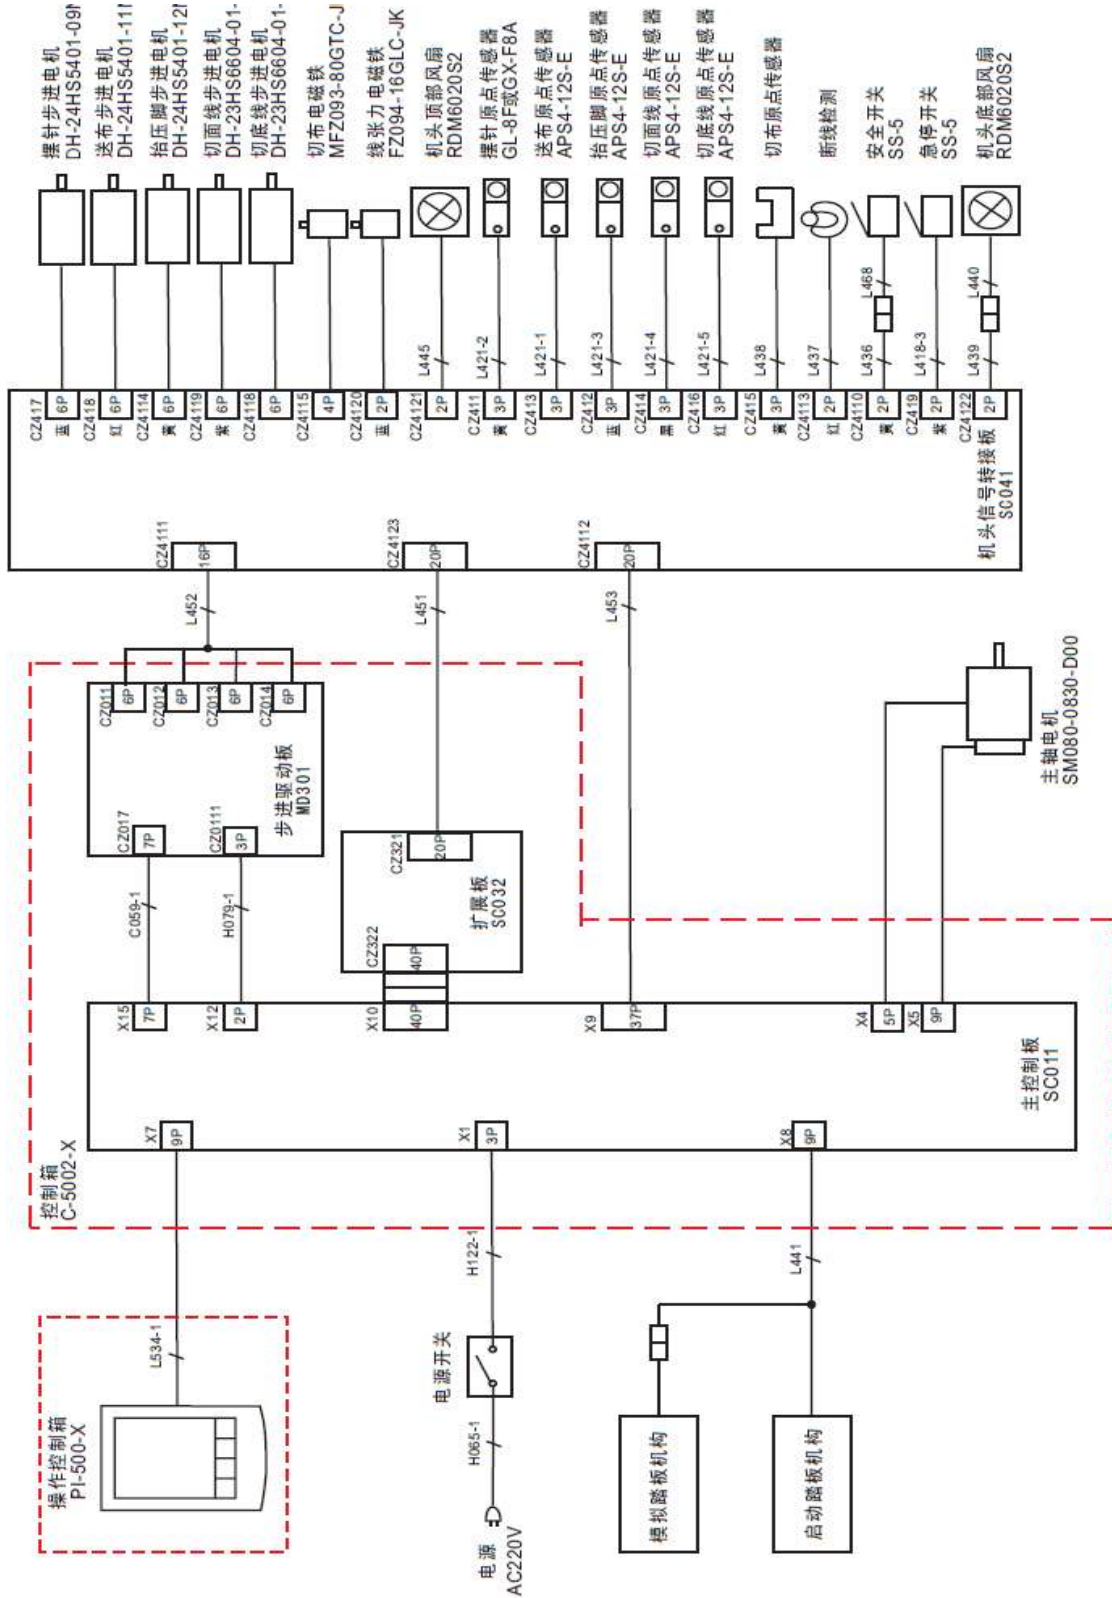 摆针步进电机
DH-24HS5401-09
送布步进电机
DH-24HS5401-11
抬压脚步进电机
DH-24HS5401-12
切面线步进电机
DH-23HS6604-01-
切底线步进电机
DH-23HS6604-01-
切布电磁铁
MFZ093-80GTC-J
线张力电磁铁
FZ094-16GLC-JK
机头顶部风扇
RDM6020S2
摆针原点传感器
GL-8F或GX-F8A
送布原点传感器
APS4-12S-E
抬压脚原点传感器
APS4-12S-E
切面线原点传感器
APS4-12S-E
切底线原点传感器
APS4-12S-E
切布原点传感器
断线检测
安全开关
SS-5
急停开关
SS-5
机头底部风扇
RDM6020S2
L445
L421-2
L421-1
L421-3
L421-4
L421-5
L438
L437
L436
L468
L418-3
L439
L440
CZ417
6P
蓝
CZ418
6P
红
CZ4114
6P
黄
CZ4119
6P
紫
CZ4118
6P
CZ4115
4P
CZ4120
2P
蓝
CZ4121
2P
CZ411
3P
黄
CZ413
3P
CZ412
3P
蓝
CZ414
3P
黑
CZ416
3P
红
CZ415
3P
黄
CZ4113
2P
红
CZ4110
2P
黄
CZ419
2P
紫
CZ4122
2P
机头信号转接板
SC041
CZ4111
16P
CZ4123
20P
CZ4112
20P
L452
L451
L453
CZ011
6P
CZ012
6P
CZ013
6P
CZ014
6P
步进驱动板
MD301
CZ017
7P
CZ0111
3P
CZ321
20P
扩展板
SC032
CZ322
40P
主轴电机
SM080-0830-D00
C059-1
H079-1
X15
7P
X12
2P
X10
40P
X9
37P
X4
5P
X5
9P
主控制板
SC011
X7
9P
X1
3P
X8
9P
控制箱
C-5002-X
L534-1
H122-1
L441
操作控制箱
PI-500-X
电源开关
H065-1
电源
AC220V
模拟踏板机构
启动踏板机构